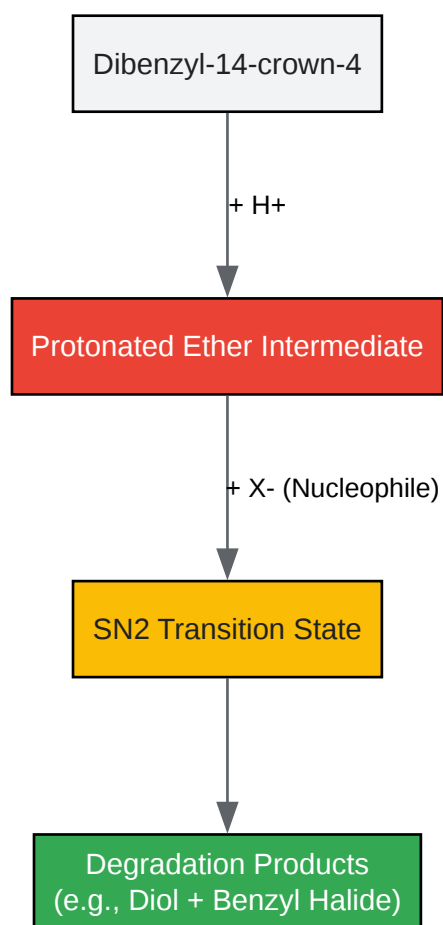 Dibenzyl-14-crown-4
+ H+
Protonated Ether Intermediate
+ X- (Nucleophile)
SN2 Transition State
Degradation Products
(e.g., Diol + Benzyl Halide)